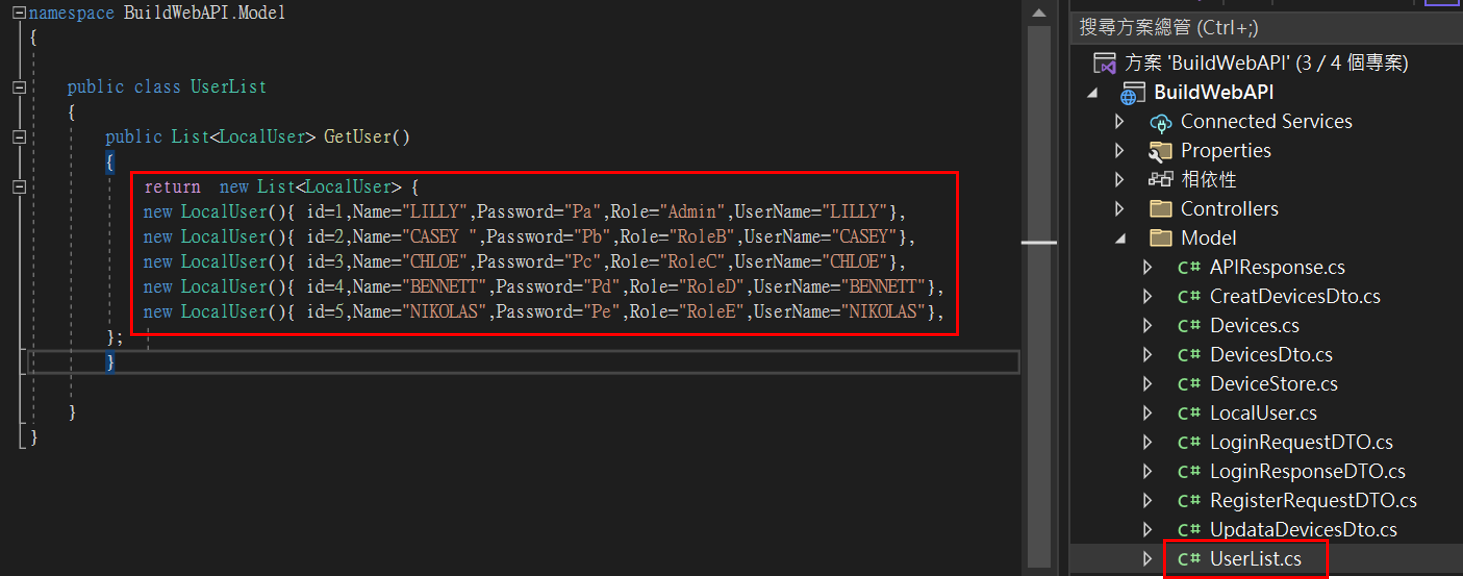 namespace BuildWebAPI.Model
{
public class UserList
{
public List<LocalUser> GetUser()
{
return  new List<LocalUser> {
new LocalUser(){ id=1,Name="LILLY",Password="Pa",Role="Admin",UserName="LILLY"},
new LocalUser(){ id=2,Name="CASEY ",Password="Pb",Role="RoleB",UserName="CASEY"},
new LocalUser(){ id=3,Name="CHLOE",Password="Pc",Role="RoleC",UserName="CHLOE"},
new LocalUser(){ id=4,Name="BENNETT",Password="Pd",Role="RoleD",UserName="BENNETT"},
new LocalUser(){ id=5,Name="NIKOLAS",Password="Pe",Role="RoleE",UserName="NIKOLAS"},
};
}
}
}
搜尋方案總管 (Ctrl+;)
方案 'BuildWebAPI' (3 / 4 個專案)
BuildWebAPI
Connected Services
Properties
相依性
Controllers
Model
C# APIResponse.cs
C# CreatDevicesDto.cs
C# Devices.cs
C# DevicesDto.cs
C# DeviceStore.cs
C# LocalUser.cs
C# LoginRequestDTO.cs
C# LoginResponseDTO.cs
C# RegisterRequestDTO.cs
C# UpdataDevicesDto.cs
C# UserList.cs